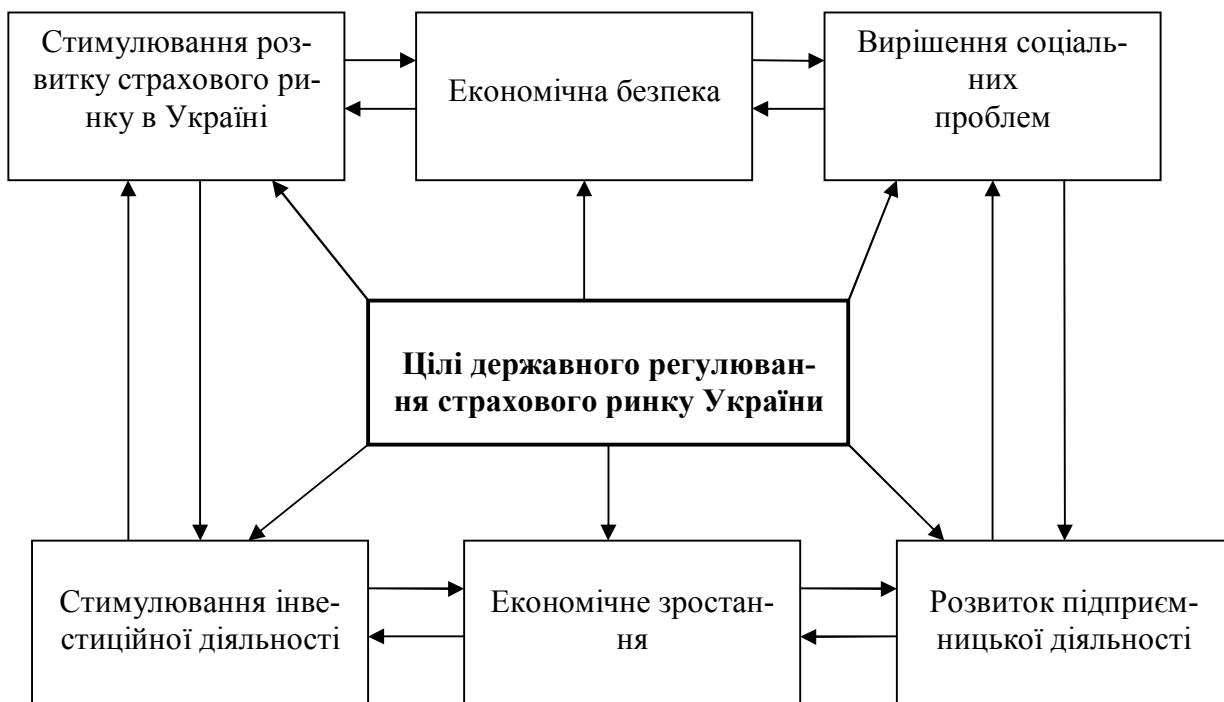 Стимулювання роз-
витку страхового ри-
нку в Україні
Економічна безпека
Вирішення соціаль-
них
проблем
Цілі державного регулюван-
ня страхового ринку України
Стимулювання інве-
стиційної діяльності
Економічне зростан-
ня
Розвиток підприєм-
ницької діяльності